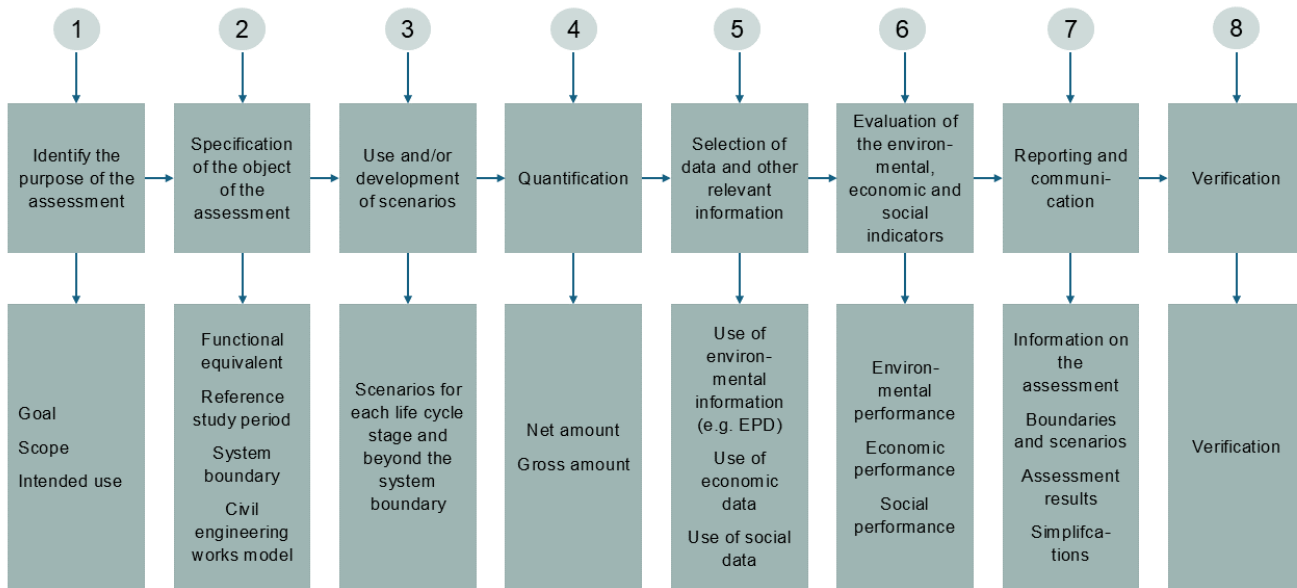 1
2
3
4
5
6
7
8
Identify the
purpose of the
assessment
Specification
of the object
of the
assessment
Use and/or
development
of scenarios
Quantification
Selection of
data and other
relevant
information
Evaluation of
the environ-
mental,
economic and
social
indicators
Reporting and
communi-
cation
Verification
Goal
Scope
Intended use
Functional
equivalent
Reference
study period
System
boundary
Civil
engineering
works model
Scenarios for
each life cycle
stage and
beyond the
system
boundary
Net amount
Gross amount
Use of
environ-
mental
information
(e.g. EPD)
Use of
economic
data
Use of social
data
Environ-
mental
performance
Economic
performance
Social
performance
Information on
the
assessment
Boundaries
and scenarios
Assessment
results
Simplifca-
tions
Verification